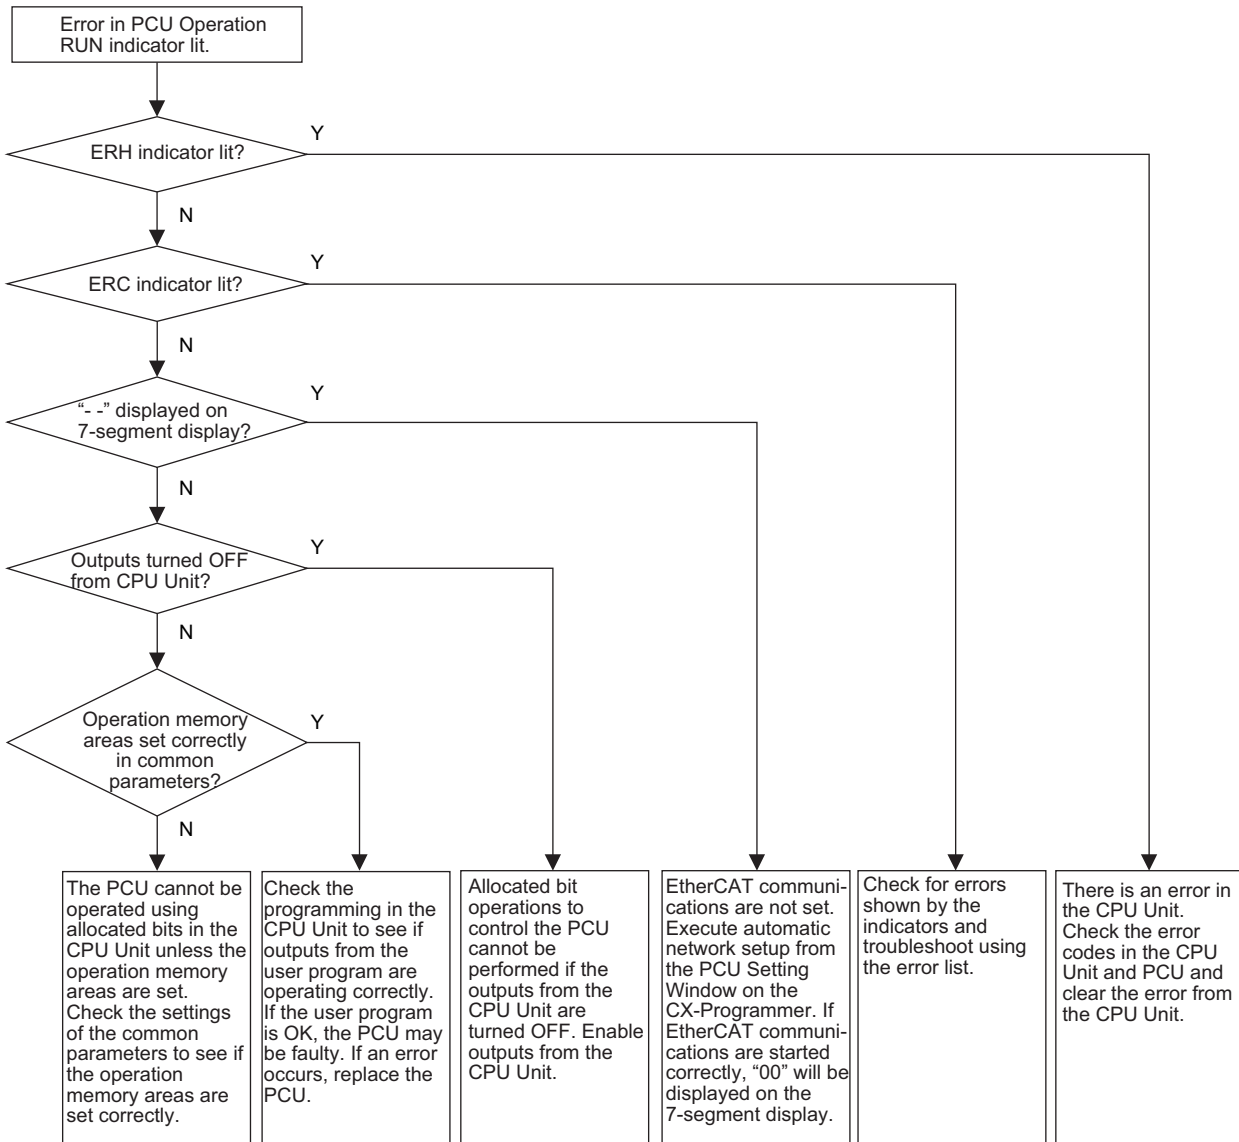 Error in PCU Operation
RUN indicator lit.
Y
ERH indicator lit?
N
Y
ERC indicator lit?
N
Y
“- -” displayed on
7-segment display?
N
Y
Outputs turned OFF
from CPU Unit?
N
Operation memory
areas set correctly
in common
parameters?
Y
N
The PCU cannot be
operated using
allocated bits in the
CPU Unit unless the
operation memory
areas are set.
Check the settings
of the common
parameters to see if
the operation
memory areas are
set correctly.
Check the
programming in the
CPU Unit to see if
outputs from the
user program are
operating correctly.
If the user program
is OK, the PCU may
be faulty. If an error
occurs, replace the
PCU.
Allocated bit
operations to
control the PCU
cannot be
performed if the
outputs from the
CPU Unit are
turned OFF. Enable
outputs from the
CPU Unit.
EtherCAT communi-
cations are not set.
Execute automatic
network setup from
the PCU Setting
Window on the
CX-Programmer. If
EtherCAT communi-
cations are started
correctly, “00” will be
displayed on the
7-segment display.
Check for errors
shown by the
indicators and
troubleshoot using
the error list.
There is an error in
the CPU Unit.
Check the error
codes in the CPU
Unit and PCU and
clear the error from
the CPU Unit.